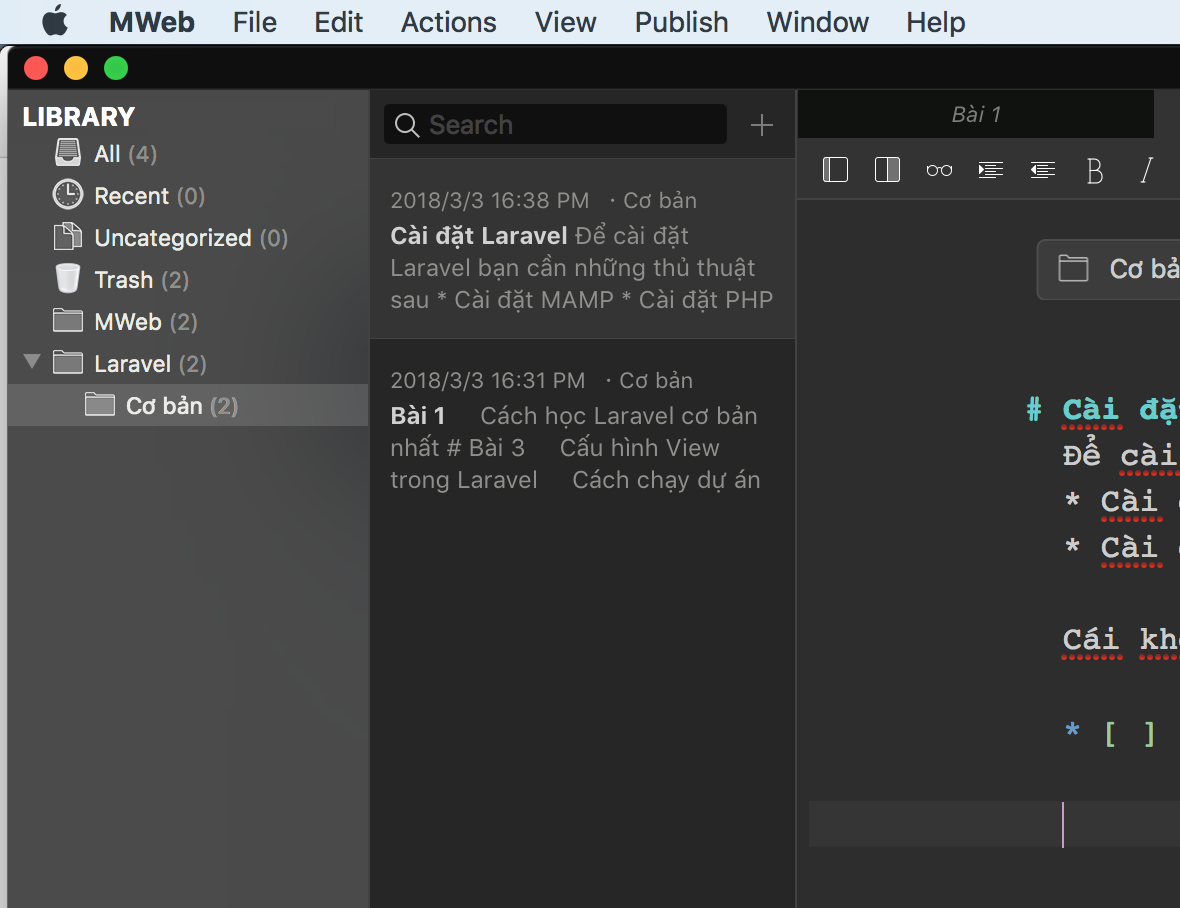 MWeb File Edit Actions View Publish Window Help
LIBRARY
All (4)
Recent (0)
Uncategorized (0)
Trash (2)
MWeb (2)
Laravel (2)
Cơ bản (2)
Search
2018/3/3 16:38 PM · Cơ bản
Cài đặt Laravel Để cài đặt
Laravel bạn cần những thủ thuật
sau * Cài đặt MAMP * Cài đặt PHP
2018/3/3 16:31 PM · Cơ bản
Bài 1 Cách học Laravel cơ bản
nhất # Bài 3 Cấu hình View
trong Laravel Cách chạy dự án
Bài 1
B I
Cơ
# Cài
Để cài
* Cài
* Cài
Cái
* [ ]